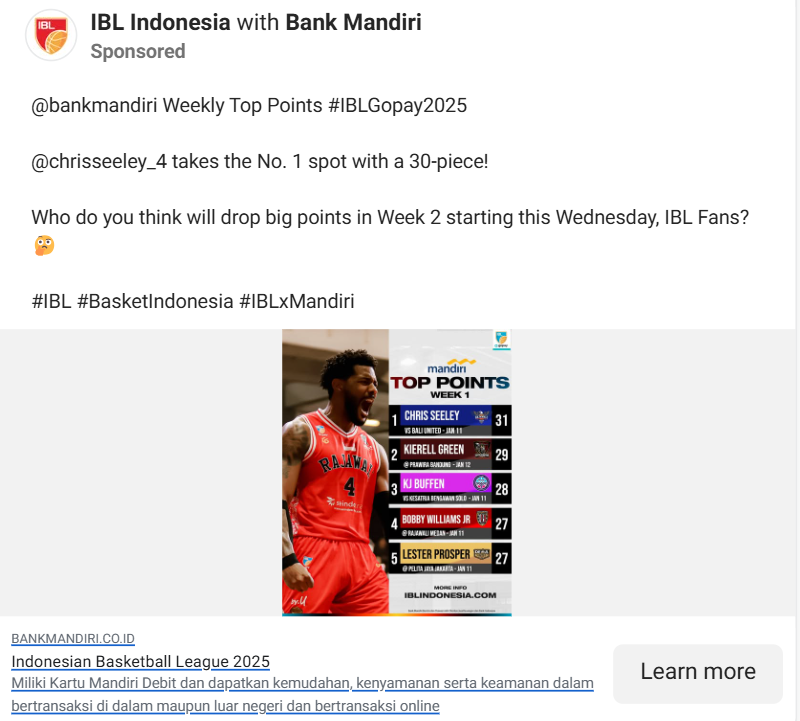 IBL
IBL Indonesia with Bank Mandiri
Sponsored
@bankmandiri Weekly Top Points #IBLGopay2025
@chrisseeley_4 takes the No. 1 spot with a 30-piece!
Who do you think will drop big points in Week 2 starting this Wednesday, IBL Fans?
#IBL #BasketIndonesia #IBLxMandiri
mandiri
TOP POINTS
WEEK 1
1 CHRIS SEELEY 31
VS BALI UNITED - JAN 11
2 KIERELL GREEN 29
@ PRAWIRA BANDUNG - JAN 12
3 KJ BUFFEN 28
VS KESATRIA BENGAWAN SOLO - JAN 11
4 BOBBY WILLIAMS JR 27
@ RAJAWALI MEDAN - JAN 11
5 LESTER PROSPER 27
@ PELITA JAYA JAKARTA - JAN 11
MORE INFO
IBLINDONESIA.COM
RAJAWA
4
BANKMANDIRI.CO.ID
Indonesian Basketball League 2025
Miliki Kartu Mandiri Debit dan dapatkan kemudahan, kenyamanan serta keamanan dalam
bertransaksi di dalam maupun luar negeri dan bertransaksi online
Learn more